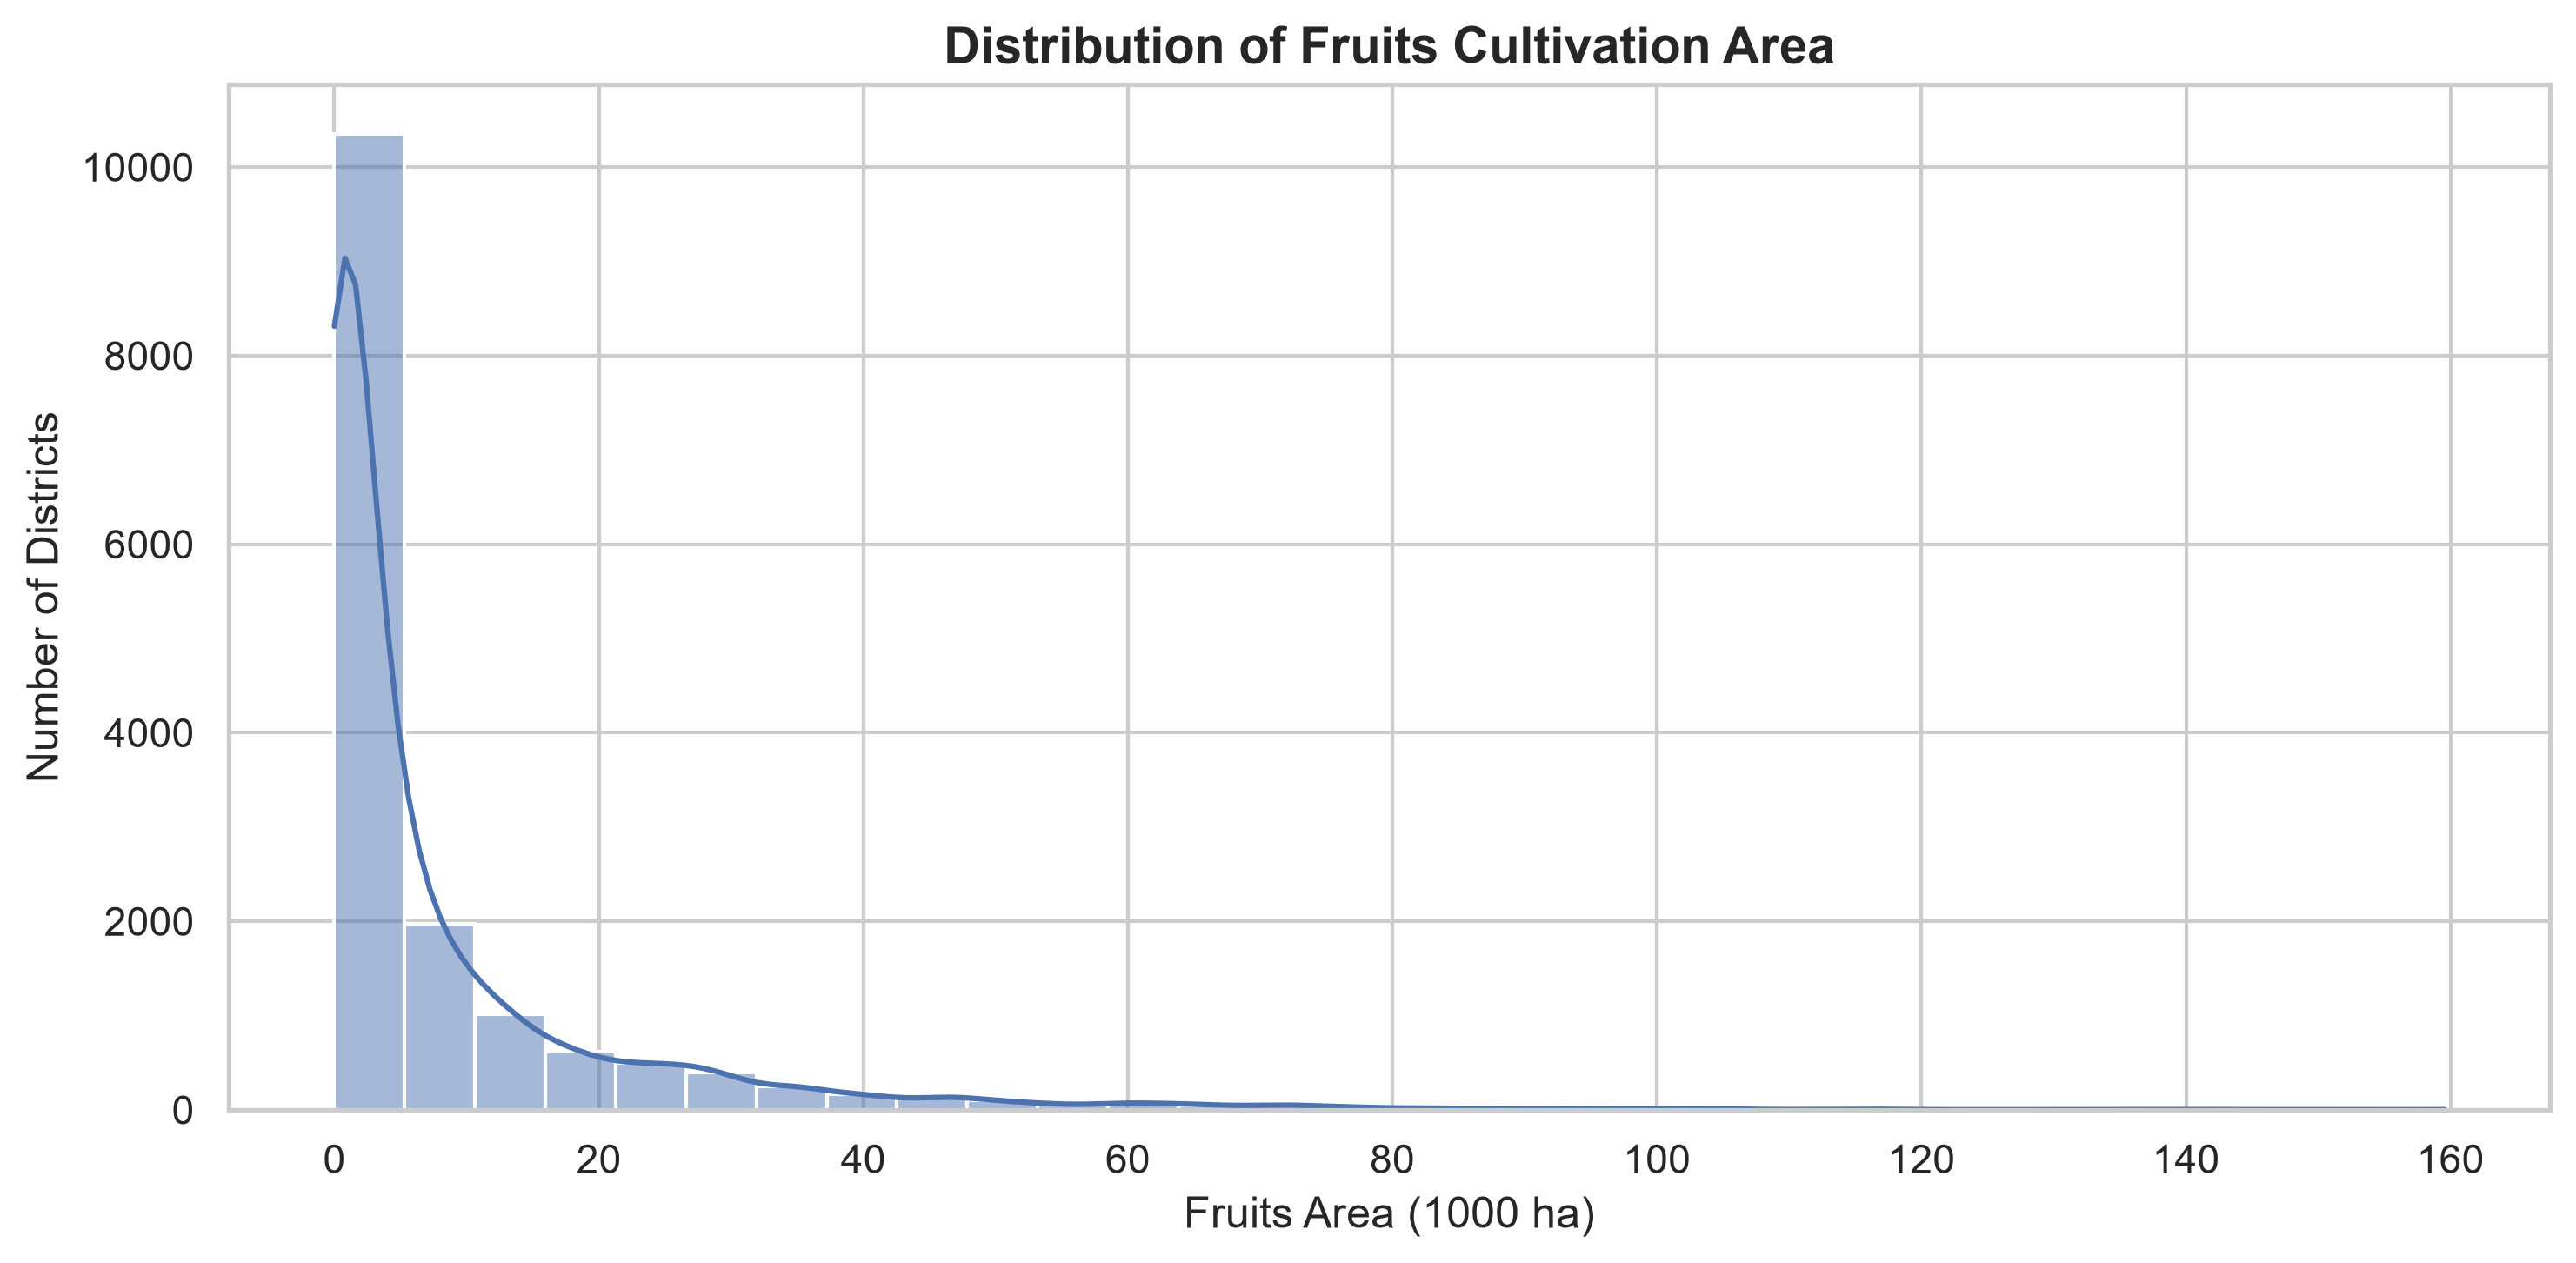 Distribution of Fruits Cultivation Area
Number of Districts
10000
8000
6000
4000
2000
0
0 20 40 60 80 100 120 140 160
Fruits Area (1000 ha)